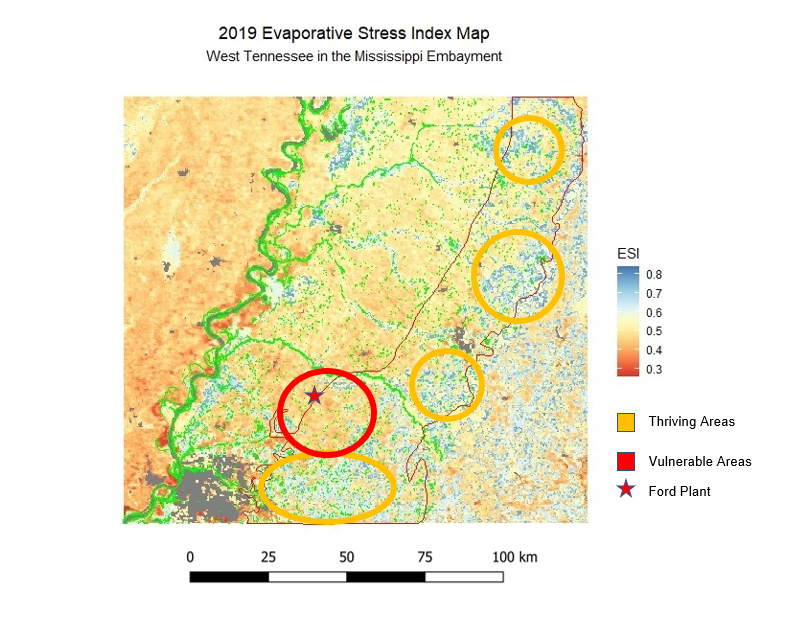 2019 Evaporative Stress Index Map
West Tennessee in the Mississippi Embayment
ESI
0.8
0.7
0.6
0.5
0.4
0.3
Thriving Areas
Vulnerable Areas
Ford Plant
0 25 50 75 100 km